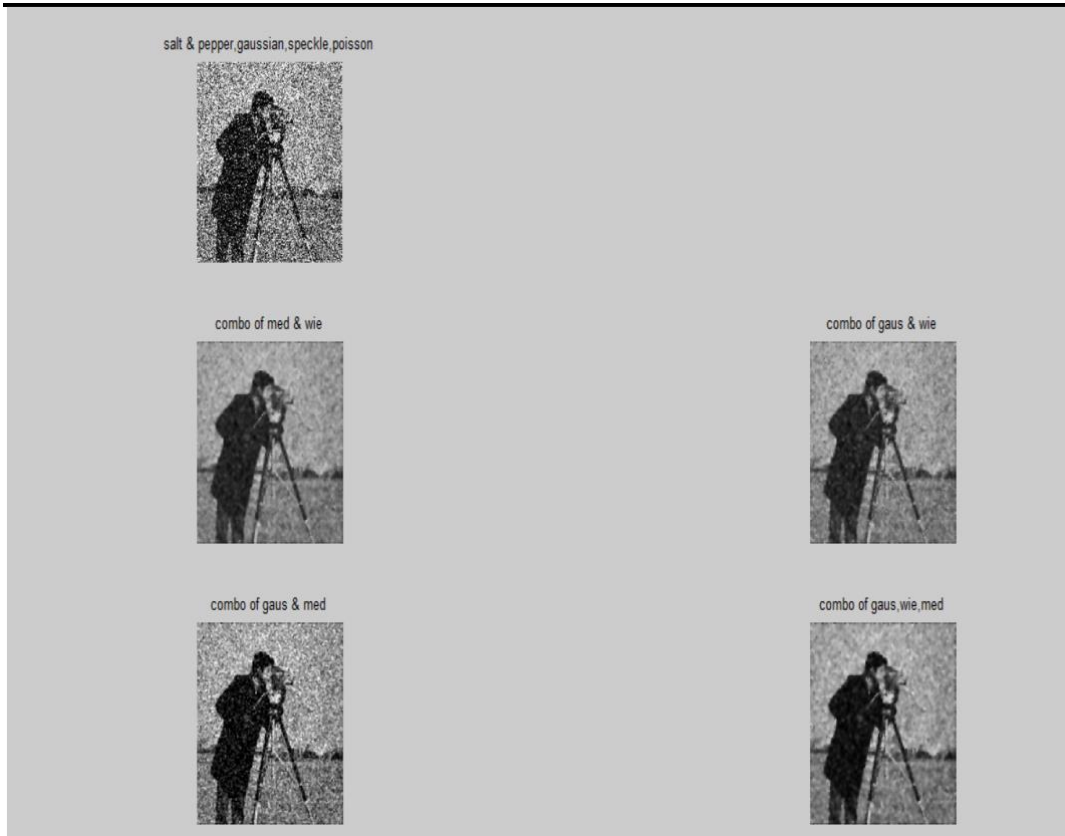 salt & pepper,gaussian,speckle,poisson
combo of med & wie
combo of gaus & wie
combo of gaus & med
combo of gaus,wie,med